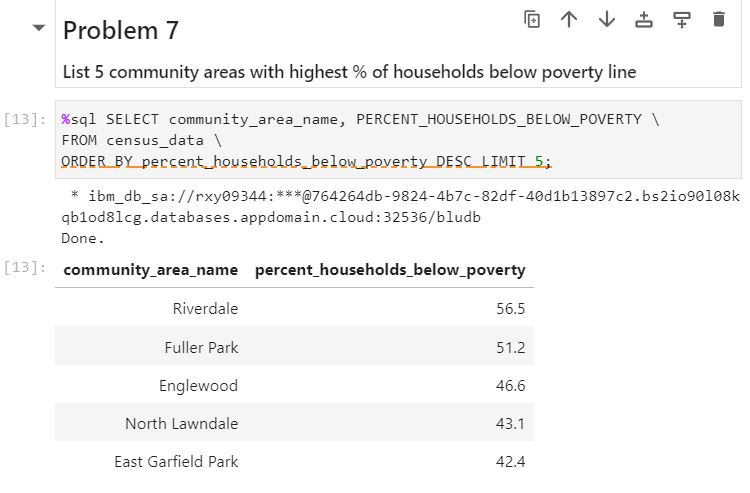 Problem 7
List 5 community areas with highest % of households below poverty line
[13]: %sql SELECT community_area_name, PERCENT_HOUSEHOLDS_BELOW_POVERTY \
FROM census_data \
ORDER BY percent_households_below_poverty DESC LIMIT 5;
* ibm_db_sa://rxy09344:***@764264db-9824-4b7c-82df-40d1b13897c2.bs2io90l08k
qb1od8lcg.databases.appdomain.cloud:32536/bludb
Done.
[13]: community_area_name percent_households_below_poverty
Riverdale 56.5
Fuller Park 51.2
Englewood 46.6
North Lawndale 43.1
East Garfield Park 42.4